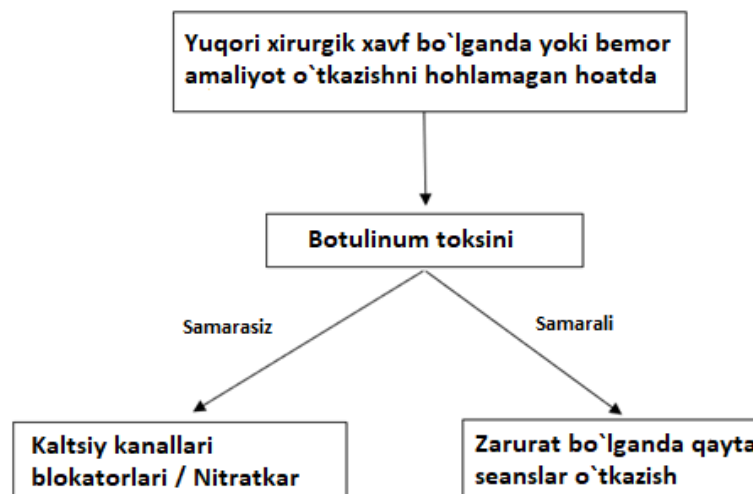 Yuqori xirurgik xavf bo`lganda yoki bemor
amaliyot o`tkazishni hohlamagan hoatda
Botulinum toksini
Samarasiz
Samarali
Kaltsiy kanallari
blokatorlari / Nitratkar
Zarurat bo`lganda qayta
seanslar o`tkazish